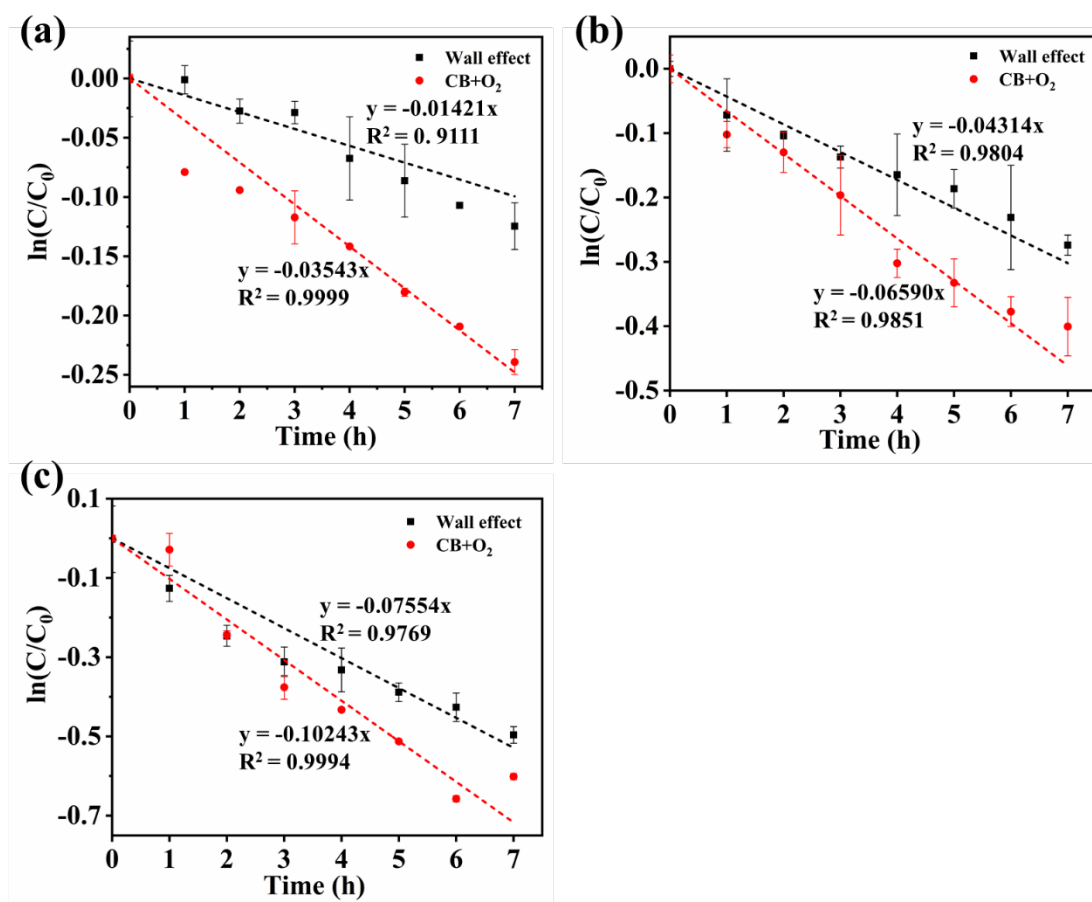 (a)
0.00
-0.05
-0.10
-0.15
-0.20
-0.25
ln(C/C₀)
Wall effect
CB+O₂
y = -0.01421x
R² = 0.9111
y = -0.03543x
R² = 0.9999
0 1 2 3 4 5 6 7
Time (h)
(b)
0.0
-0.1
-0.2
-0.3
-0.4
-0.5
ln(C/C₀)
Wall effect
CB+O₂
y = -0.04314x
R² = 0.9804
y = -0.06590x
R² = 0.9851
0 1 2 3 4 5 6 7
Time (h)
(c)
0.1
-0.1
-0.3
-0.5
-0.7
ln(C/C₀)
Wall effect
CB+O₂
y = -0.07554x
R² = 0.9769
y = -0.10243x
R² = 0.9994
0 1 2 3 4 5 6 7
Time (h)